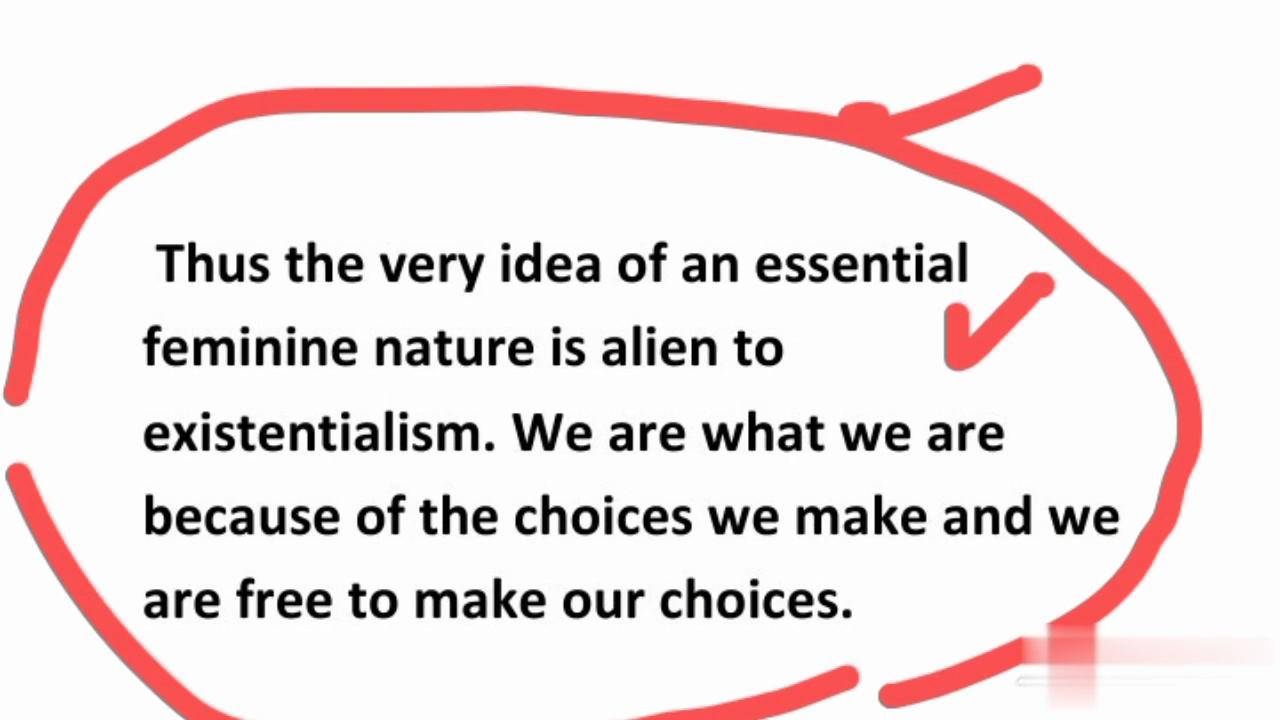 Thus the very idea of an essential
feminine nature is alien to
existentialism. We are what we are
because of the choices we make and we
are free to make our choices.